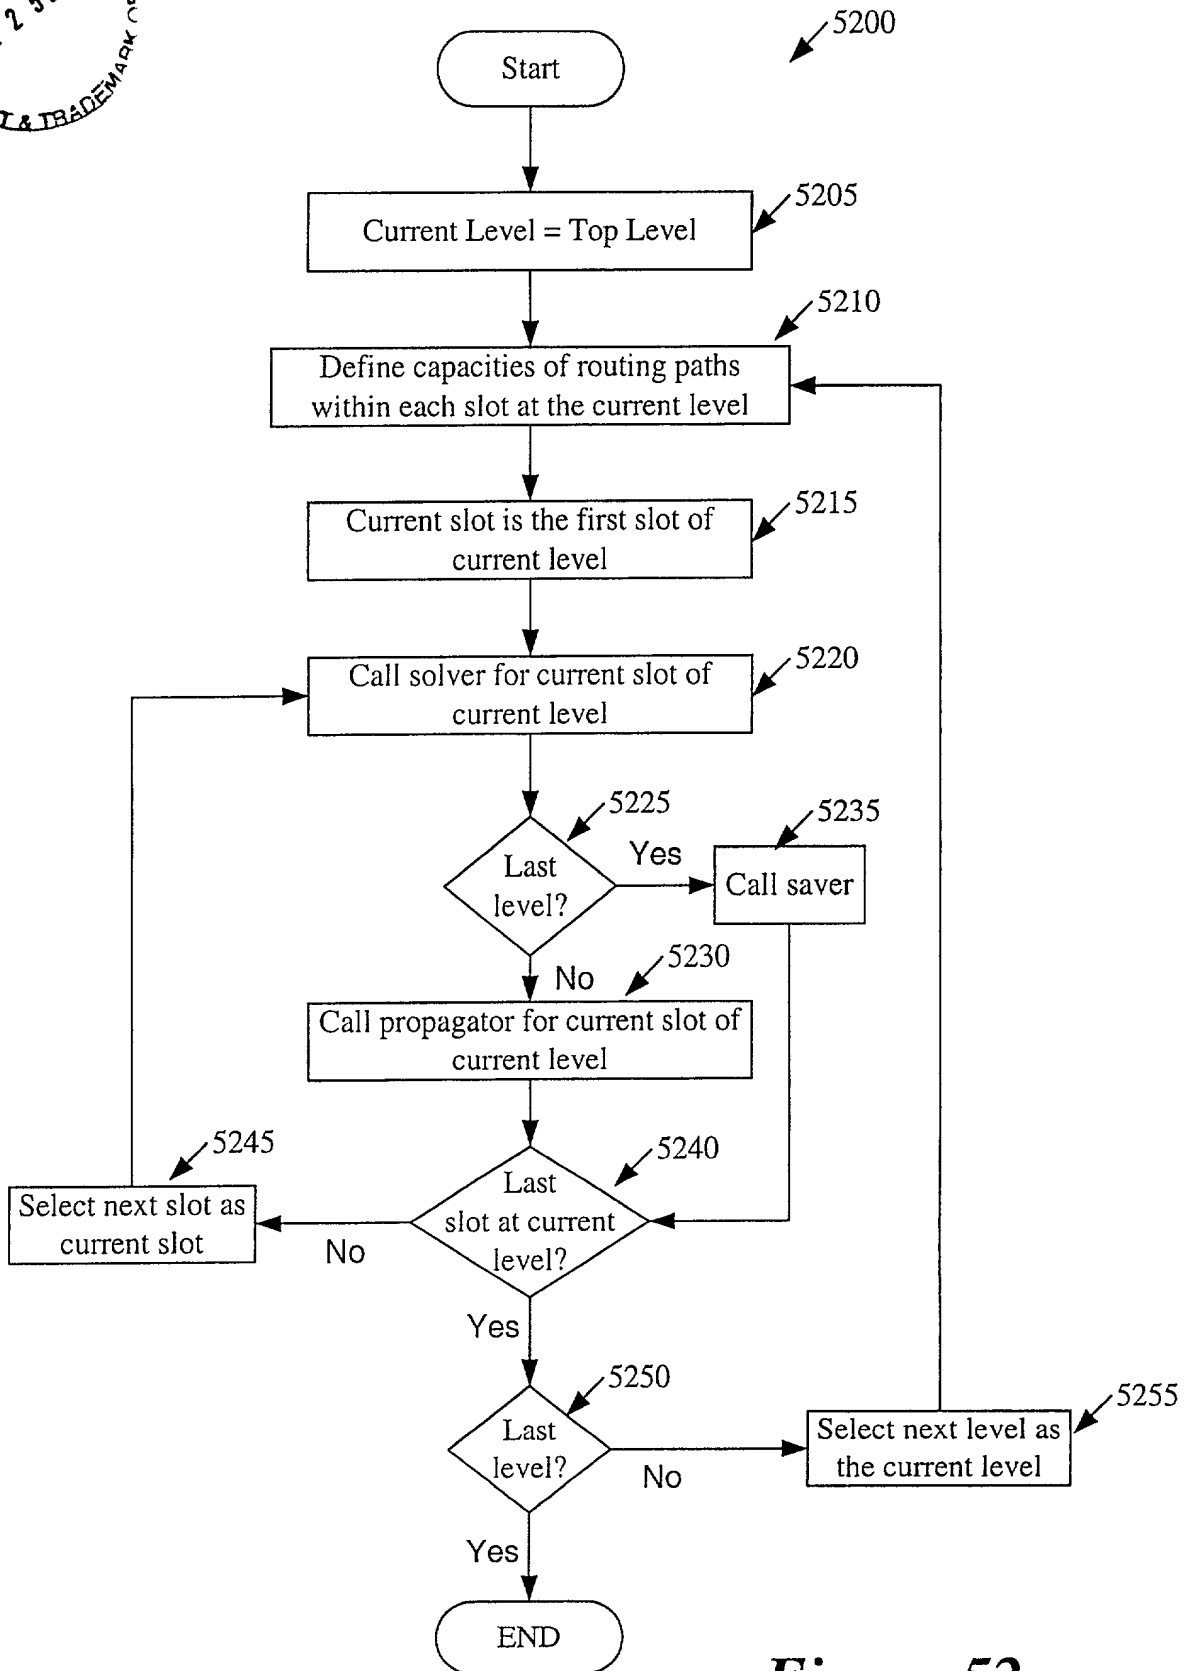 2
T & TRADEMARK
5200
Start
5205
Current Level = Top Level
5210
Define capacities of routing paths
within each slot at the current level
5215
Current slot is the first slot of
current level
5220
Call solver for current slot of
current level
5225
5235
Last
level?
Yes
Call saver
5230
No
Call propagator for current slot of
current level
5245
5240
Select next slot as
current slot
Last
slot at current
level?
No
Yes
5250
5255
Last
level?
Select next level as
the current level
No
Yes
END